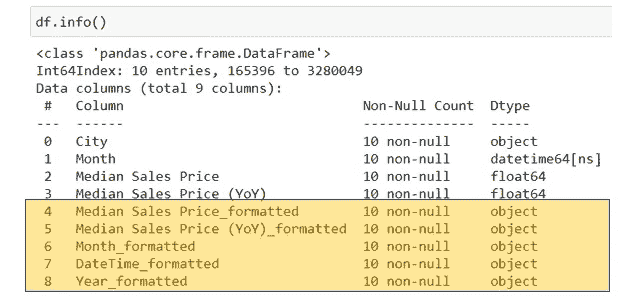 df.info()
<class 'pandas.core.frame.DataFrame'>
Int64Index: 10 entries, 165396 to 3280049
Data columns (total 9 columns):
 #   Column                          Non-Null Count  Dtype
---  ------                          --------------  -----
 0   City                            10 non-null     object
 1   Month                           10 non-null     datetime64[ns]
 2   Median Sales Price              10 non-null     float64
 3   Median Sales Price (YoY)        10 non-null     float64
 4   Median Sales Price_formatted    10 non-null     object
 5   Median Sales Price (YoY)_formatted  10 non-null     object
 6   Month_formatted                 10 non-null     object
 7   DateTime_formatted              10 non-null     object
 8   Year_formatted                  10 non-null     object